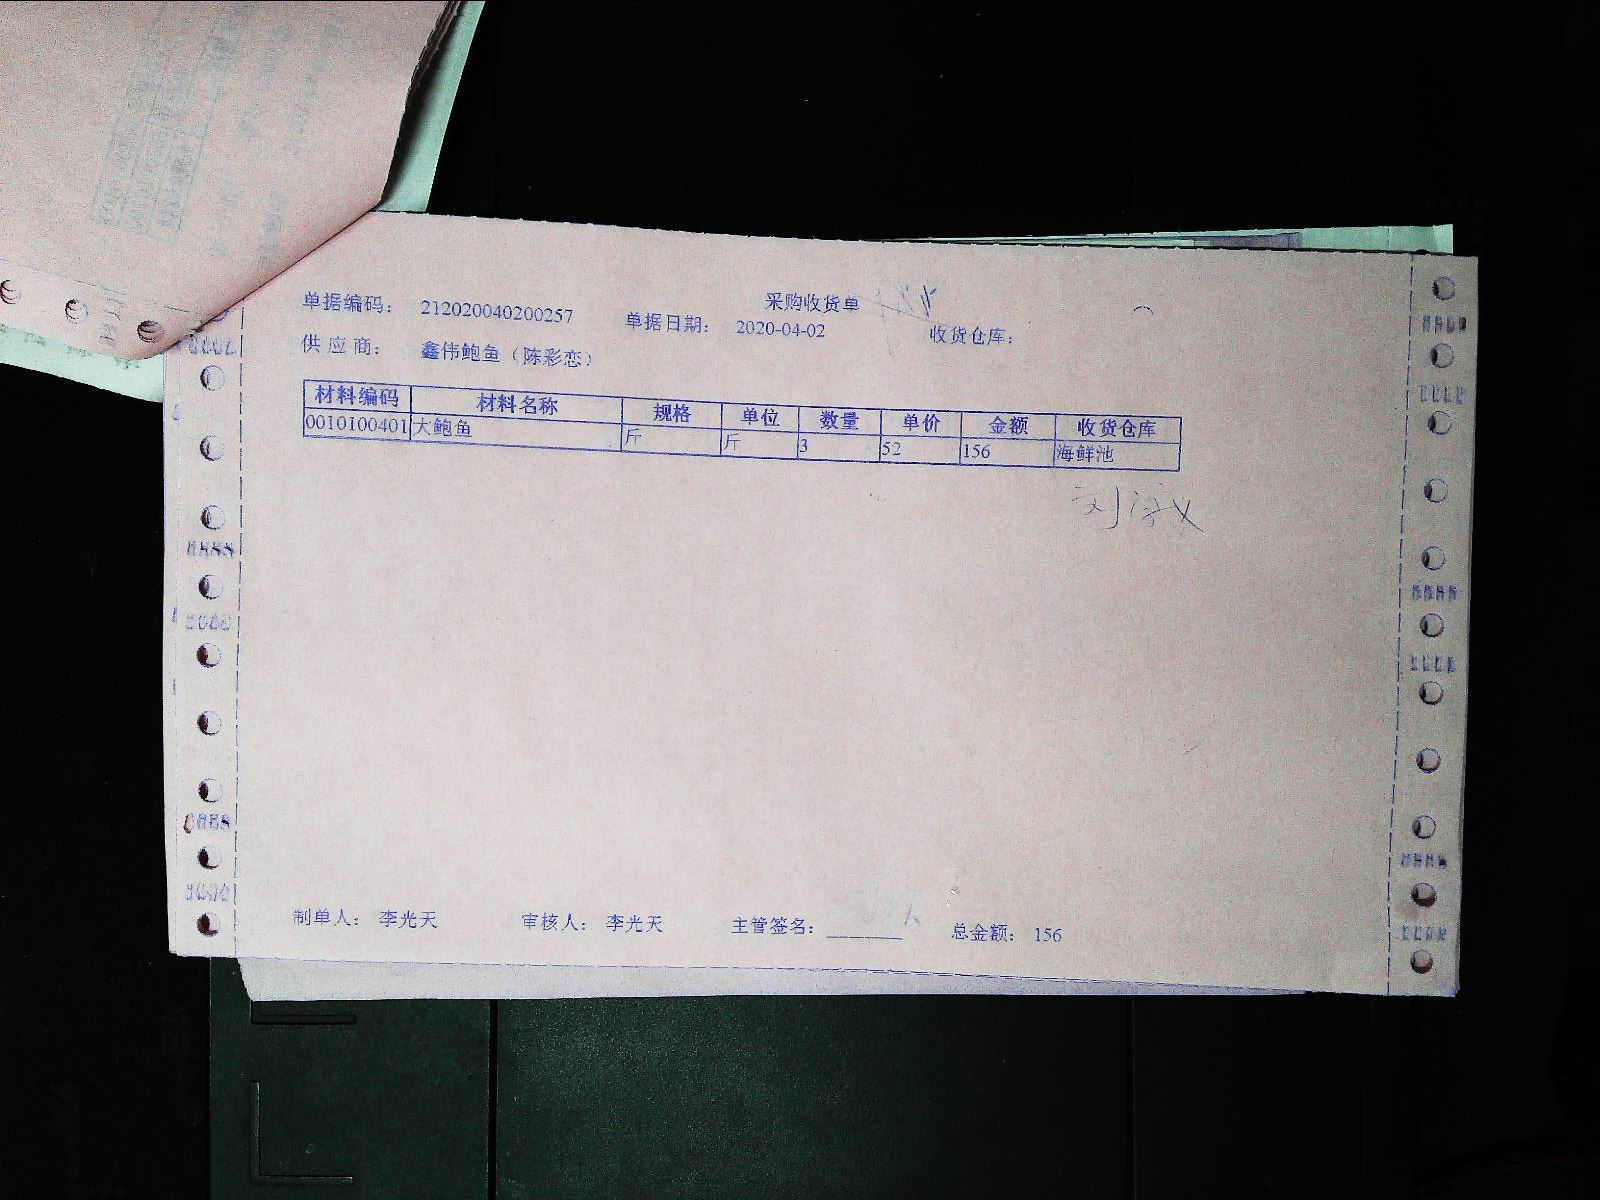 采购收货单
单据编码： 212020040200257 单据日期： 2020-04-02 收货仓库：
供 应 商： 鑫伟鲍鱼（陈彩恋）
材料编码 材料名称 规格 单位 数量 单价 金额 收货仓库
0010100401 大鲍鱼 斤 斤 3 52 156 海鲜池
制单人： 李光天 审核人： 李光天 主管签名： 总金额： 156